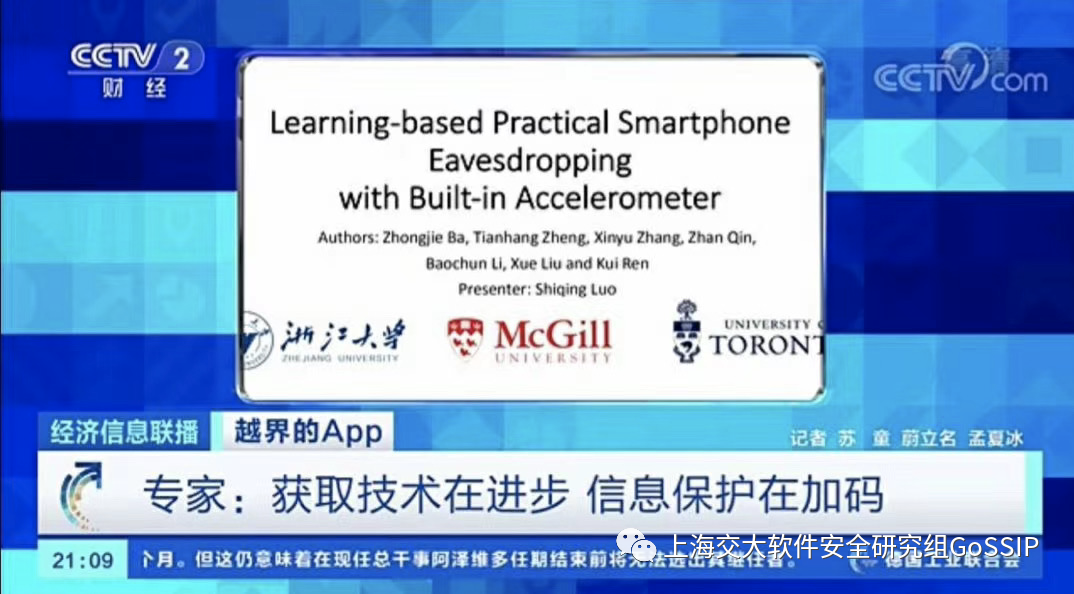 CCTV 2
财 经
CCTV.com
Learning-based Practical Smartphone
Eavesdropping
with Built-in Accelerometer
Authors: Zhongjie Ba, Tianhang Zheng, Xinyu Zhang, Zhan Qin,
Baochun Li, Xue Liu and Kui Ren
Presenter: Shiqing Luo
浙江大学
ZHEJIANG UNIVERSITY
McGill
UNIVERSITY
UNIVERSITY
TORONT
经济信息联播
越界的App
记者 苏 童 蔚立名 孟夏冰
专家：获取技术在进步 信息保护在加码
上海交大软件安全研究组GoSSIP
21:09
个月。但这仍意味着在现任总干事阿泽维多任期结束前将无法选出其继任者。
德国工业联合会